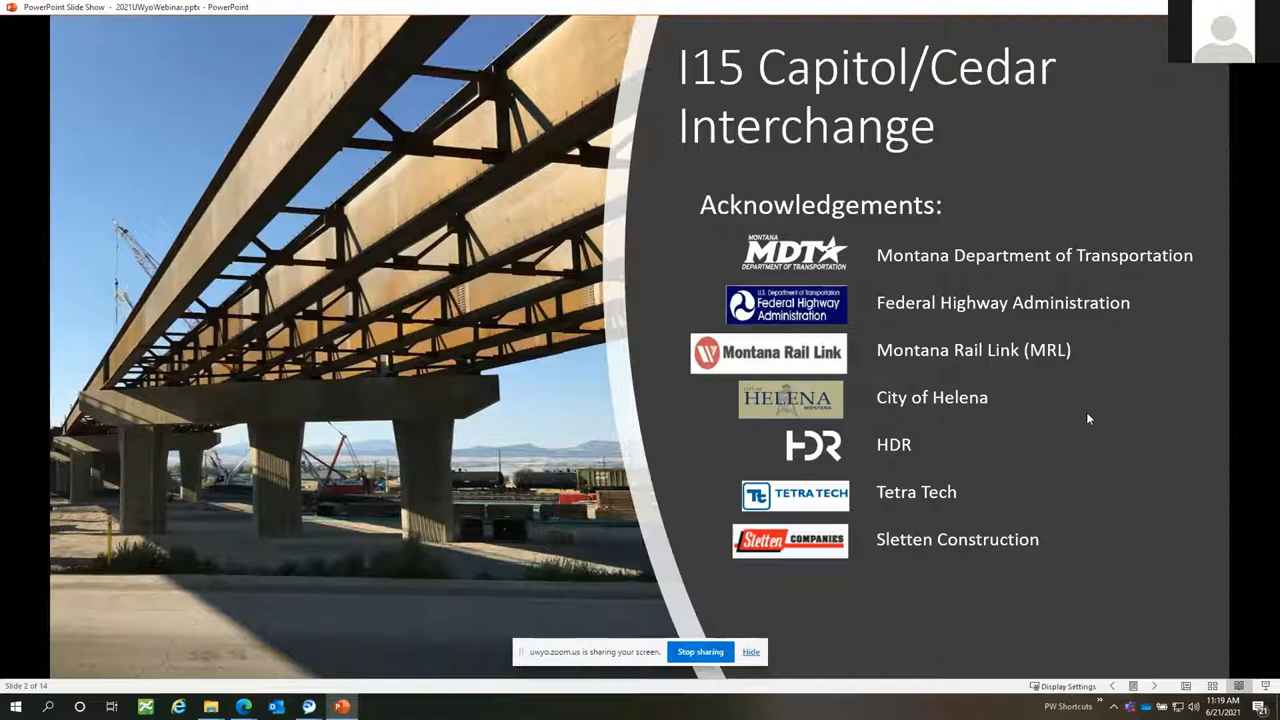 PowerPoint Slide Show - 2021UWyoWebinar.pptx - PowerPoint
I15 Capitol/Cedar
Interchange
Acknowledgements:
MONTANA
MDT
DEPARTMENT OF TRANSPORTATION
Montana Department of Transportation
U.S. Department of Transportation
Federal Highway
Administration
Federal Highway Administration
Montana Rail Link
Montana Rail Link (MRL)
CITY OF
HELENA
MONTANA
City of Helena
HDR
HDR
Tt TETRA TECH
Tetra Tech
Sletten COMPANIES
Sletten Construction
uwyo.zoom.us is sharing your screen.
Stop sharing
Hide
Slide 2 of 14
Display Settings
PW Shortcuts
11:19 AM
6/21/2021
21